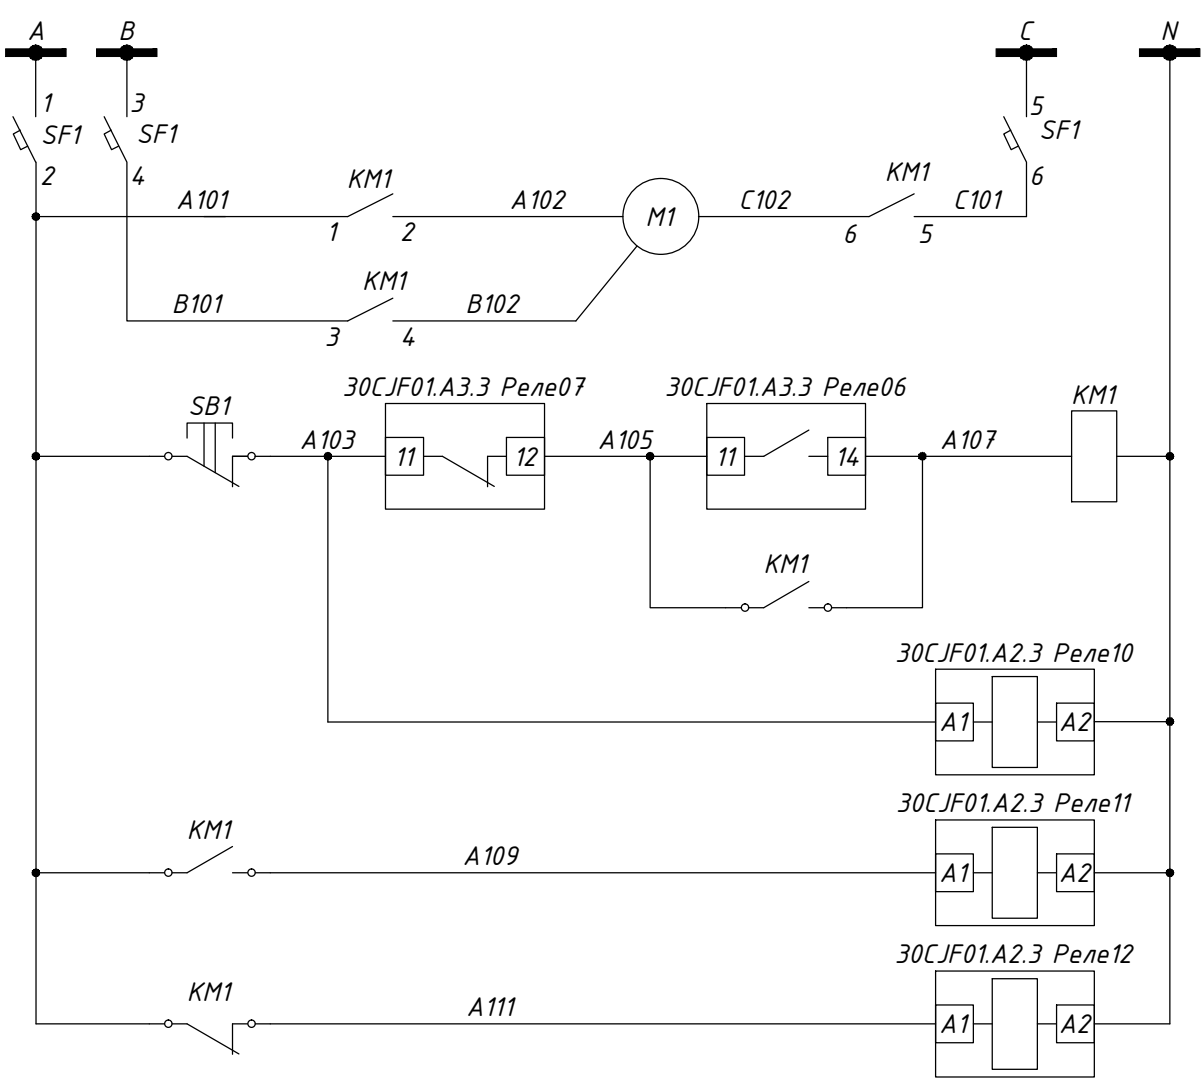 A B C N
1 3 5
SF1 SF1 SF1
2 4 6
A101 KM1 A102 M1 C102 KM1 C101
1 2 6 5
B101 KM1 B102
3 4
30CJF01.A3.3 Реле07 30CJF01.A3.3 Реле06
SB1 KM1
A103 11 12 A105 11 14 A107
KM1
30CJF01.A2.3 Реле10
A1 A2
30CJF01.A2.3 Реле11
KM1
A109 A1 A2
30CJF01.A2.3 Реле12
KM1
A111 A1 A2